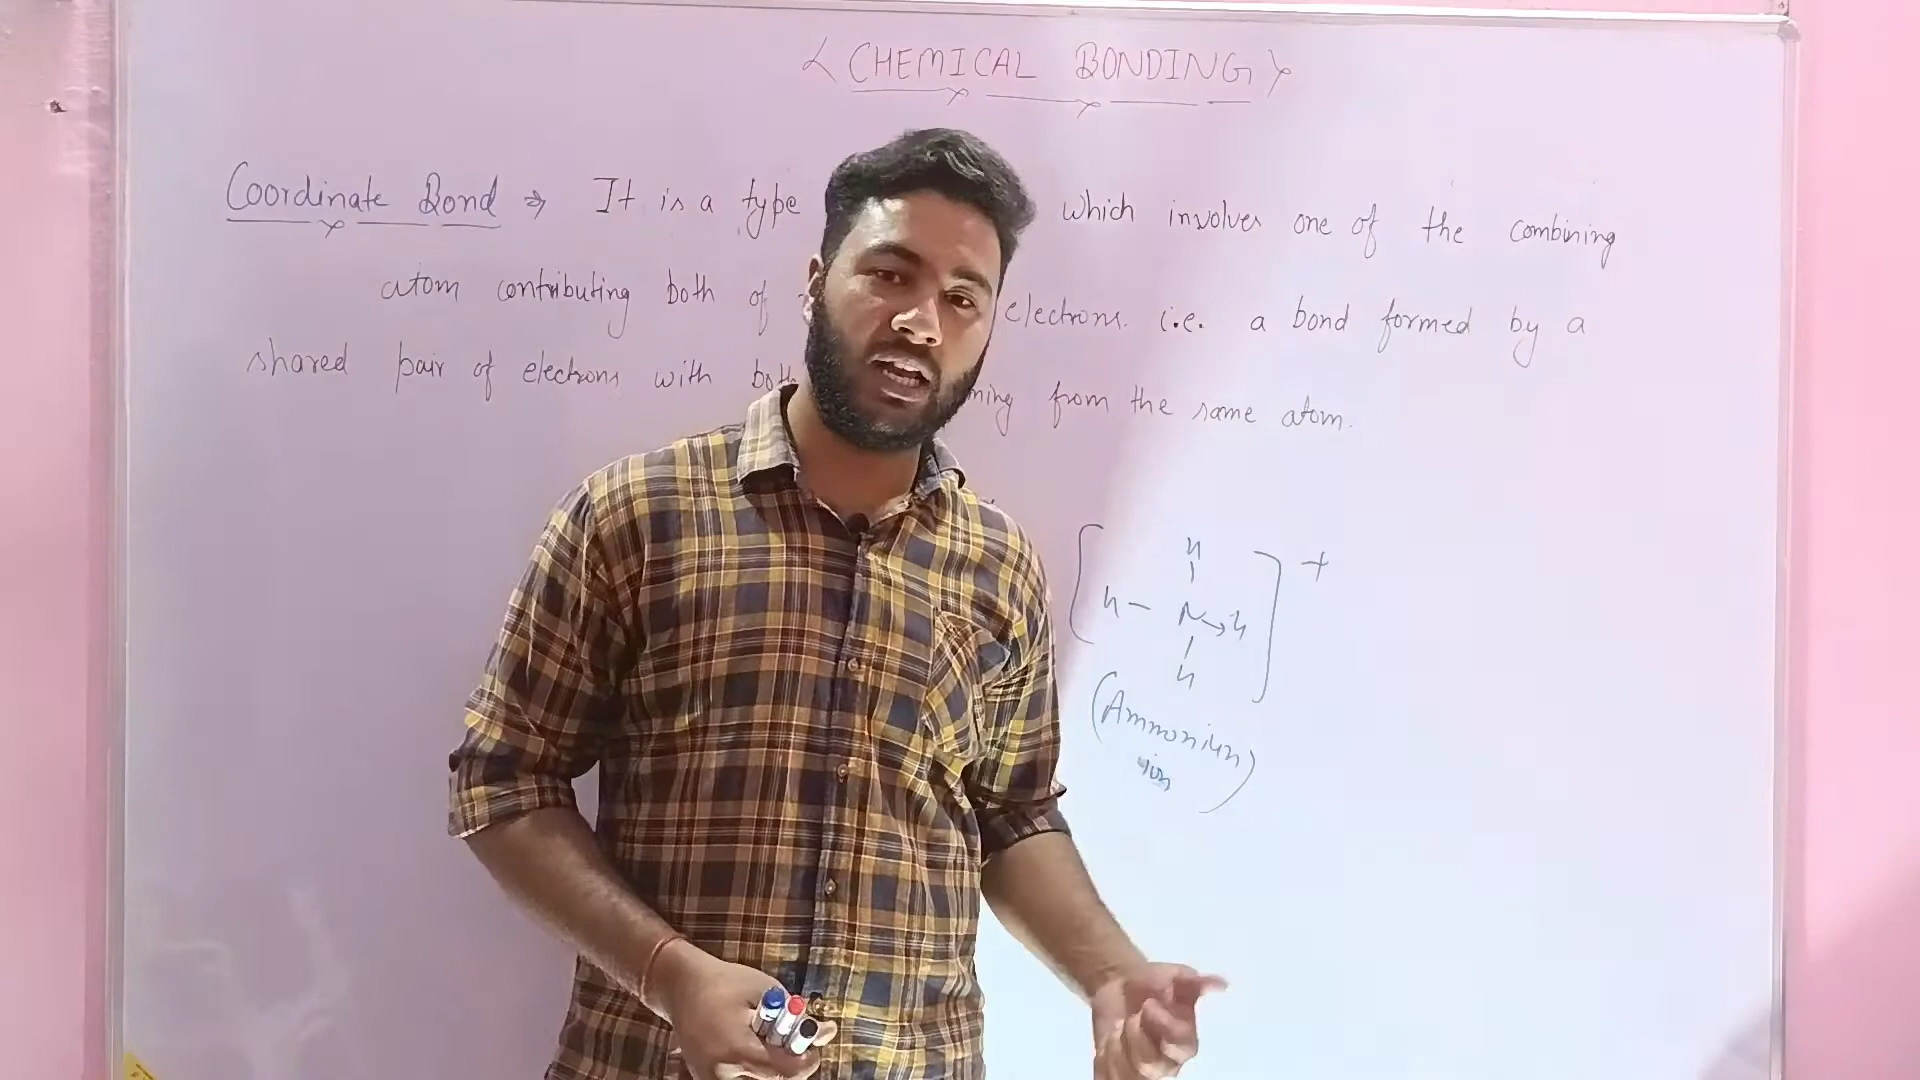 < CHEMICAL BONDING >
Coordinate Bond ⇒ It is a type which involves one of the combining
atom contributing both of electrons. i.e. a bond formed by a
shared pair of electrons with both ming from the same atom.
[ H +
H - N → H ]
H
(Ammonium)
ion